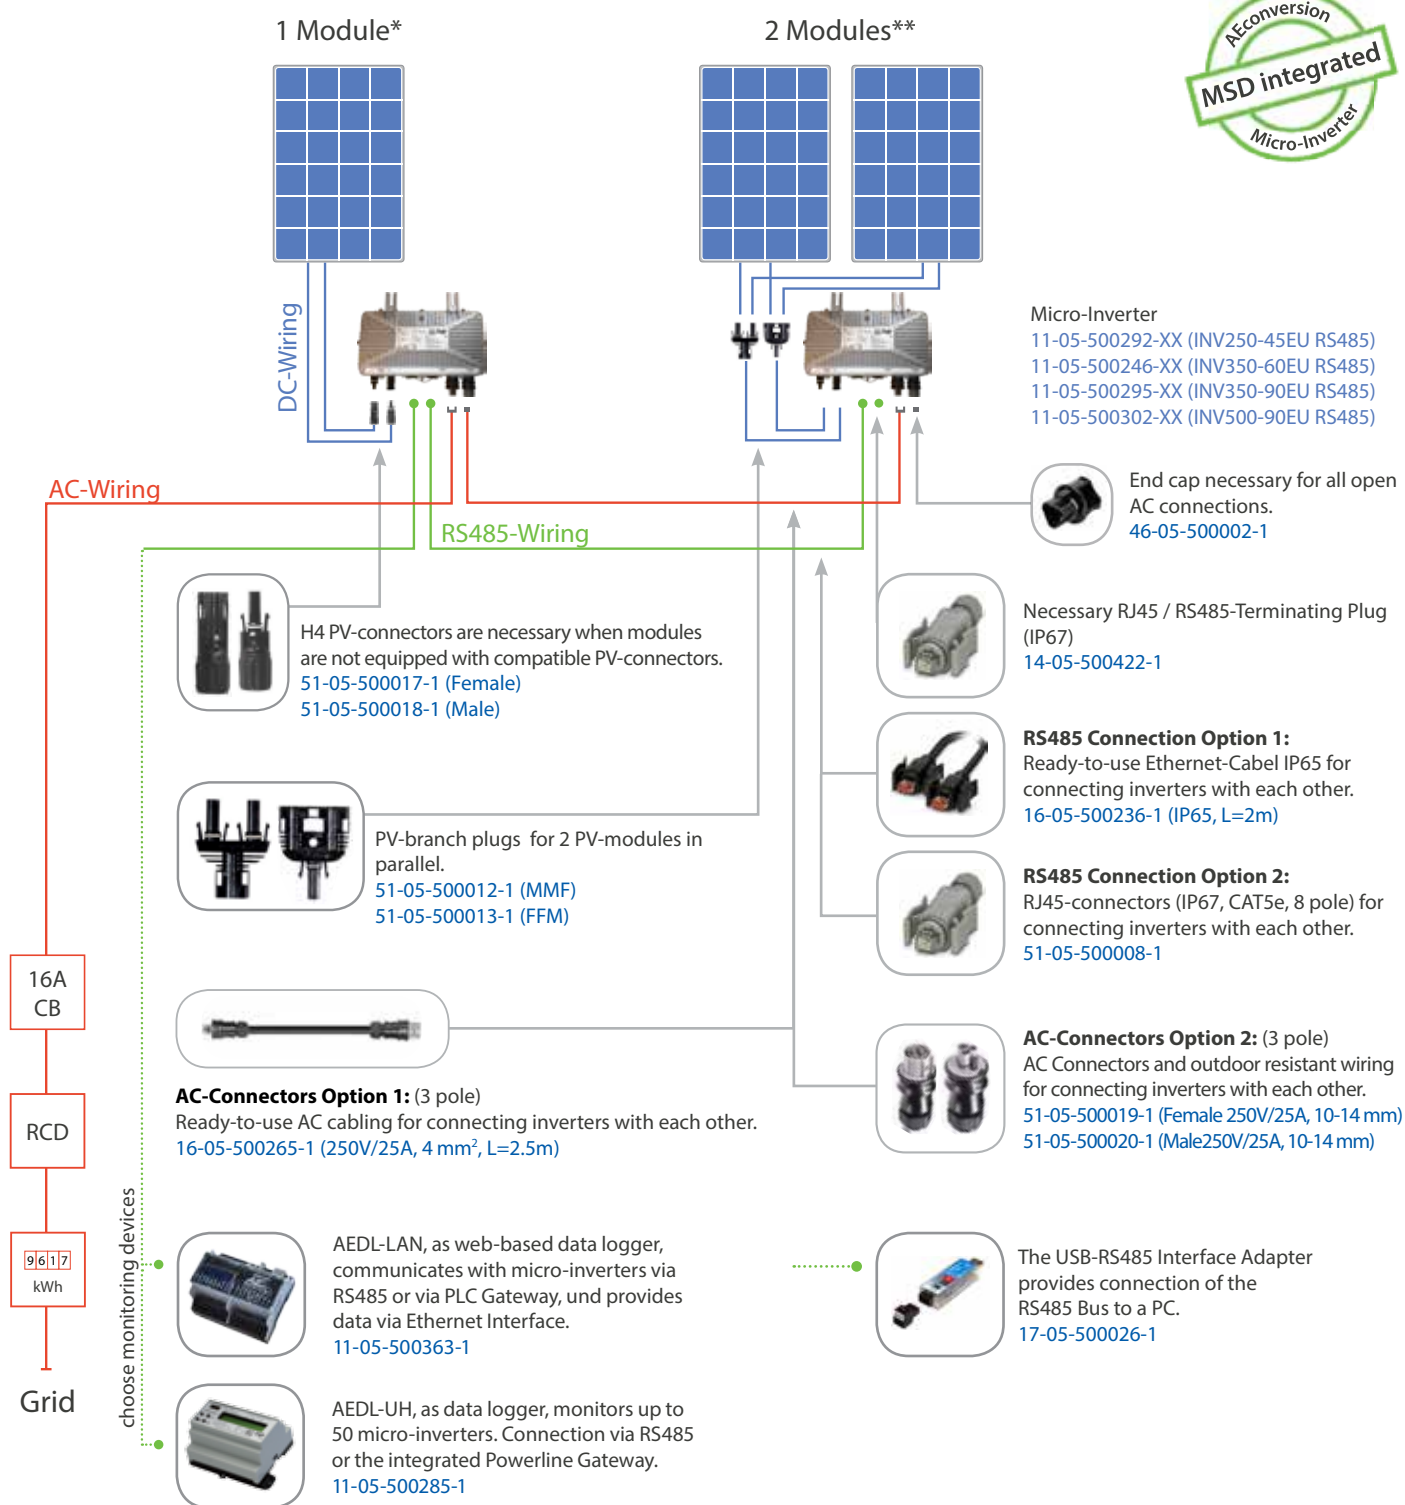 1 Module*
2 Modules**
AEconversion
MSD integrated
Micro-Inverter
DC-Wiring
Micro-Inverter
11-05-500292-XX (INV250-45EU RS485)
11-05-500246-XX (INV350-60EU RS485)
11-05-500295-XX (INV350-90EU RS485)
11-05-500302-XX (INV500-90EU RS485)
AC-Wiring
End cap necessary for all open
AC connections.
46-05-500002-1
RS485-Wiring
H4 PV-connectors are necessary when modules
are not equipped with compatible PV-connectors.
51-05-500017-1 (Female)
51-05-500018-1 (Male)
Necessary RJ45 / RS485-Terminating Plug
(IP67)
14-05-500422-1
RS485 Connection Option 1:
Ready-to-use Ethernet-Cabel IP65 for
connecting inverters with each other.
16-05-500236-1 (IP65, L=2m)
PV-branch plugs for 2 PV-modules in
parallel.
51-05-500012-1 (MMF)
51-05-500013-1 (FFM)
RS485 Connection Option 2:
RJ45-connectors (IP67, CAT5e, 8 pole) for
connecting inverters with each other.
51-05-500008-1
16A
CB
AC-Connectors Option 1: (3 pole)
Ready-to-use AC cabling for connecting inverters with each other.
16-05-500265-1 (250V/25A, 4 mm², L=2.5m)
AC-Connectors Option 2: (3 pole)
AC Connectors and outdoor resistant wiring
for connecting inverters with each other.
51-05-500019-1 (Female 250V/25A, 10-14 mm)
51-05-500020-1 (Male250V/25A, 10-14 mm)
RCD
choose monitoring devices
9617
kWh
Grid
AEDL-LAN, as web-based data logger,
communicates with micro-inverters via
RS485 or via PLC Gateway, und provides
data via Ethernet Interface.
11-05-500363-1
The USB-RS485 Interface Adapter
provides connection of the
RS485 Bus to a PC.
17-05-500026-1
AEDL-UH, as data logger, monitors up to
50 micro-inverters. Connection via RS485
or the integrated Powerline Gateway.
11-05-500285-1